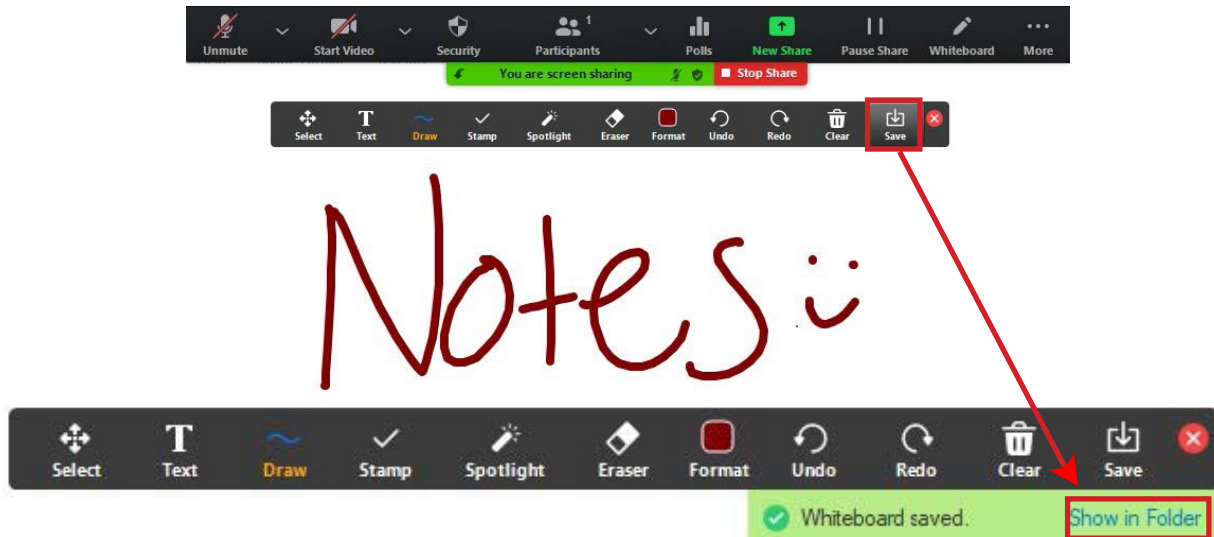 1
Unmute Start Video Security Participants Polls New Share Pause Share Whiteboard More
You are screen sharing Stop Share
Select Text Draw Stamp Spotlight Eraser Format Undo Redo Clear Save
Notes :)
Select Text Draw Stamp Spotlight Eraser Format Undo Redo Clear Save
Whiteboard saved. Show in Folder